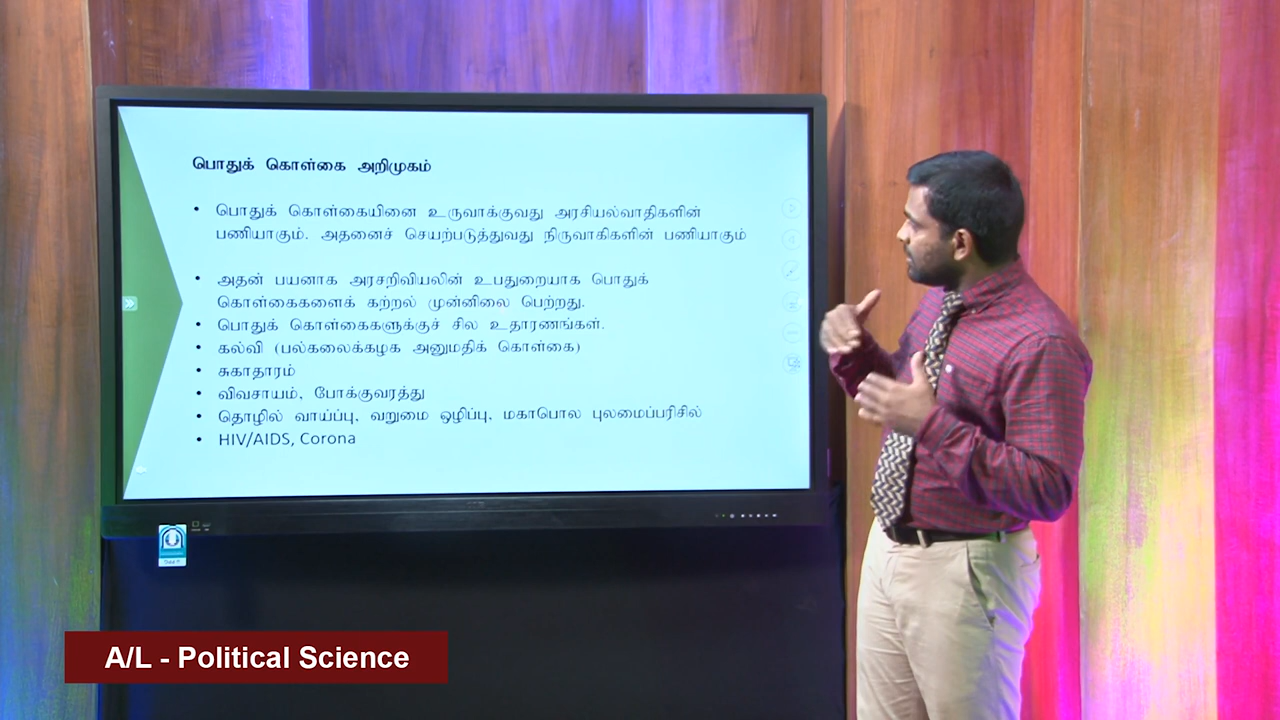 பொதுக் கொள்கை அறிமுகம்
• பொதுக் கொள்கையினை உருவாக்குவது அரசியல்வாதிகளின்
பணியாகும். அதனைச் செயற்படுத்துவது நிருவாகிகளின் பணியாகும்
• அதன் பயனாக அரசறிவியலின் உபதுறையாக பொதுக்
கொள்கைகளைக் கற்றல் முன்னிலை பெற்றது.
• பொதுக் கொள்கைகளுக்குச் சில உதாரணங்கள்.
• கல்வி (பல்கலைக்கழக அனுமதிக் கொள்கை)
• சுகாதாரம்
• விவசாயம், போக்குவரத்து
• தொழில் வாய்ப்பு, வறுமை ஒழிப்பு, மகாபொல புலமைப்பரிசில்
• HIV/AIDS, Corona
A/L - Political Science